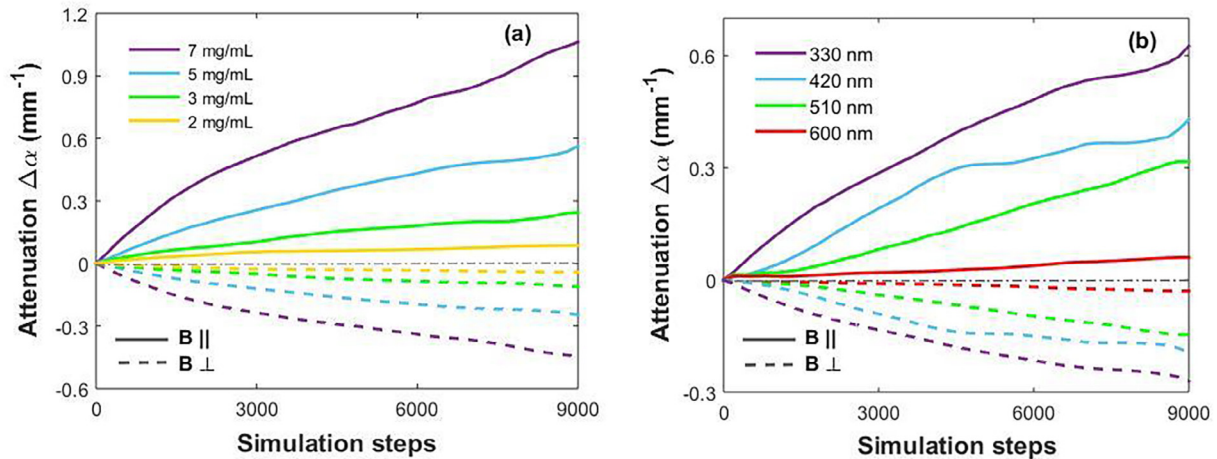 (a)
Attenuation Δα (mm⁻¹)
1.2
0.9
0.6
0.3
0
-0.3
-0.6
7 mg/mL
5 mg/mL
3 mg/mL
2 mg/mL
B ||
B ⊥
0 3000 6000 9000
Simulation steps
(b)
Attenuation Δα (mm⁻¹)
0.6
0.3
0
-0.3
330 nm
420 nm
510 nm
600 nm
B ||
B ⊥
0 3000 6000 9000
Simulation steps